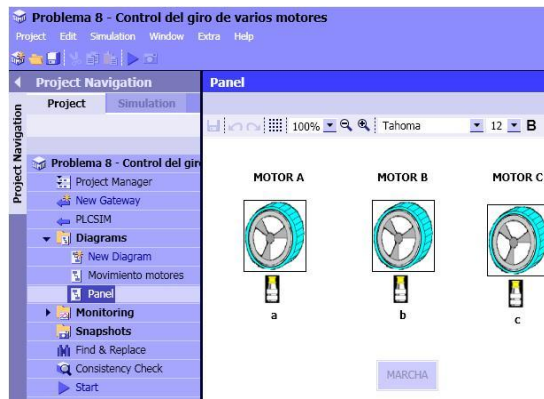 Problema 8 - Control del giro de varios motores
Project Edit Simulation Window Extra Help
Project Navigation
Project Simulation
Project Navigation
Problema 8 - Control del gir
Project Manager
New Gateway
PLCSIM
Diagrams
New Diagram
Movimiento motores
Panel
Monitoring
Snapshots
Find & Replace
Consistency Check
Start
Panel
100% Tahoma 12 B
MOTOR A MOTOR B MOTOR C
a b c
MARCHA